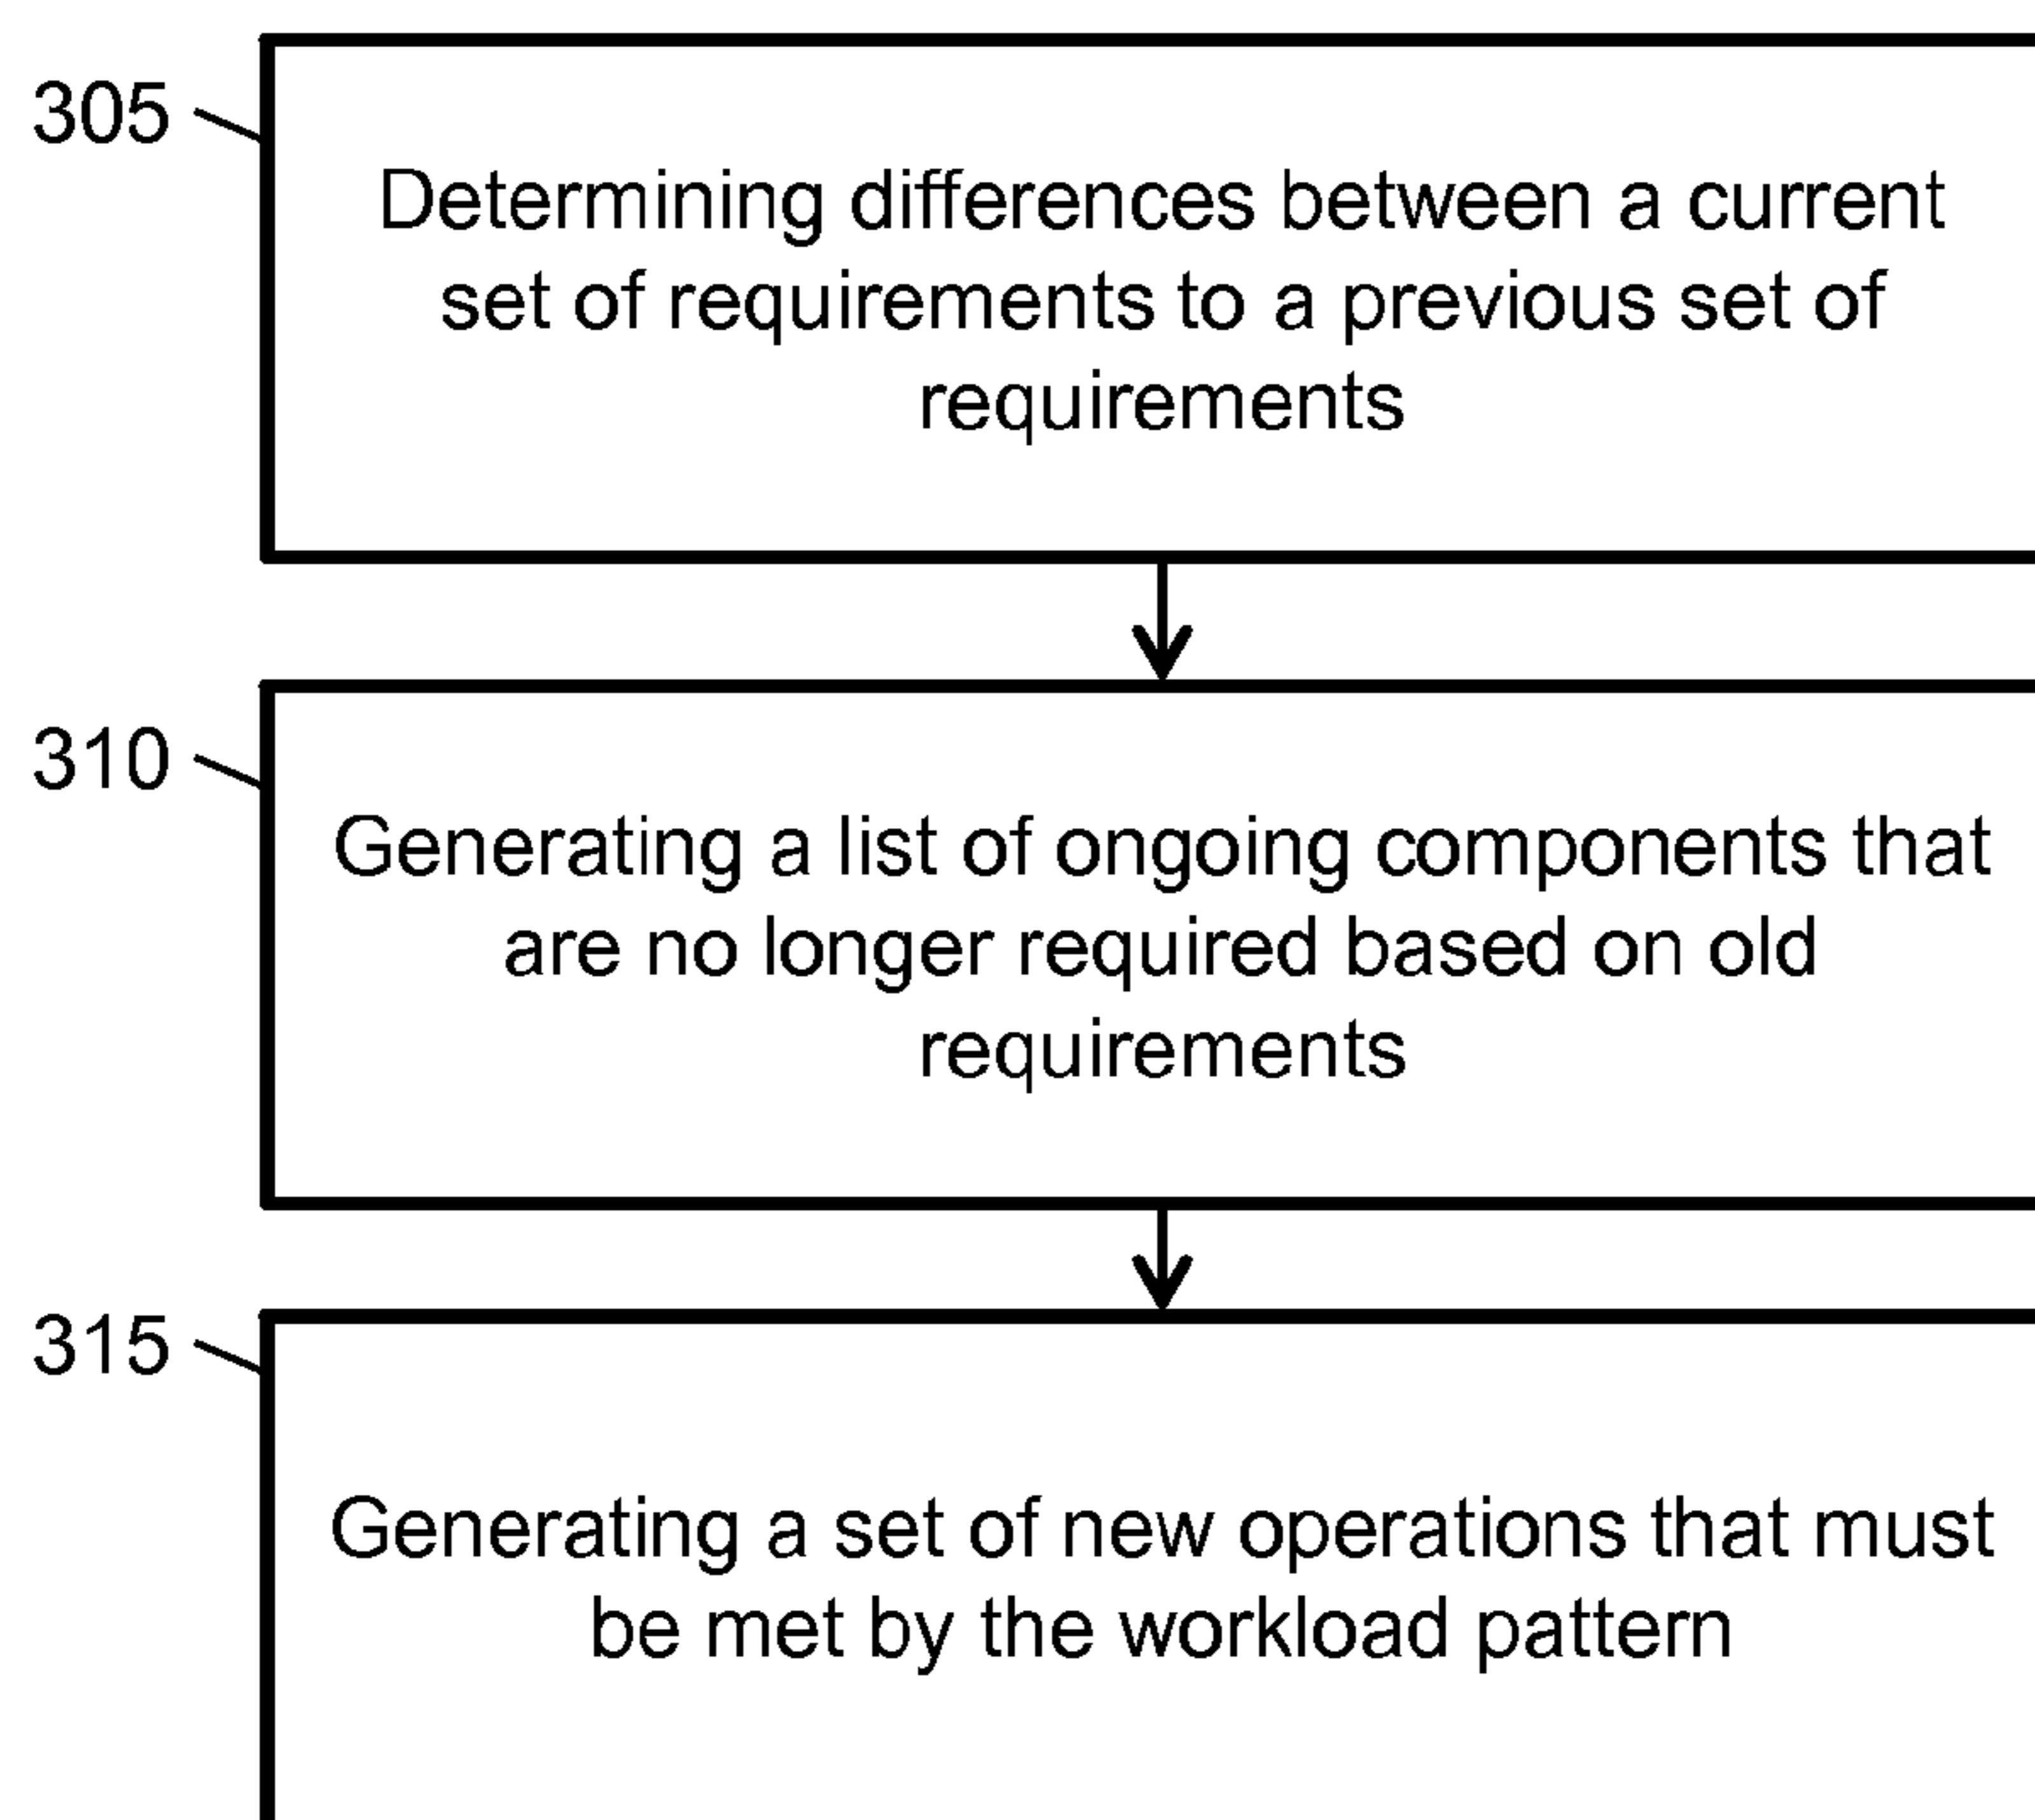 305
Determining differences between a current
set of requirements to a previous set of
requirements
310
Generating a list of ongoing components that
are no longer required based on old
requirements
315
Generating a set of new operations that must
be met by the workload pattern